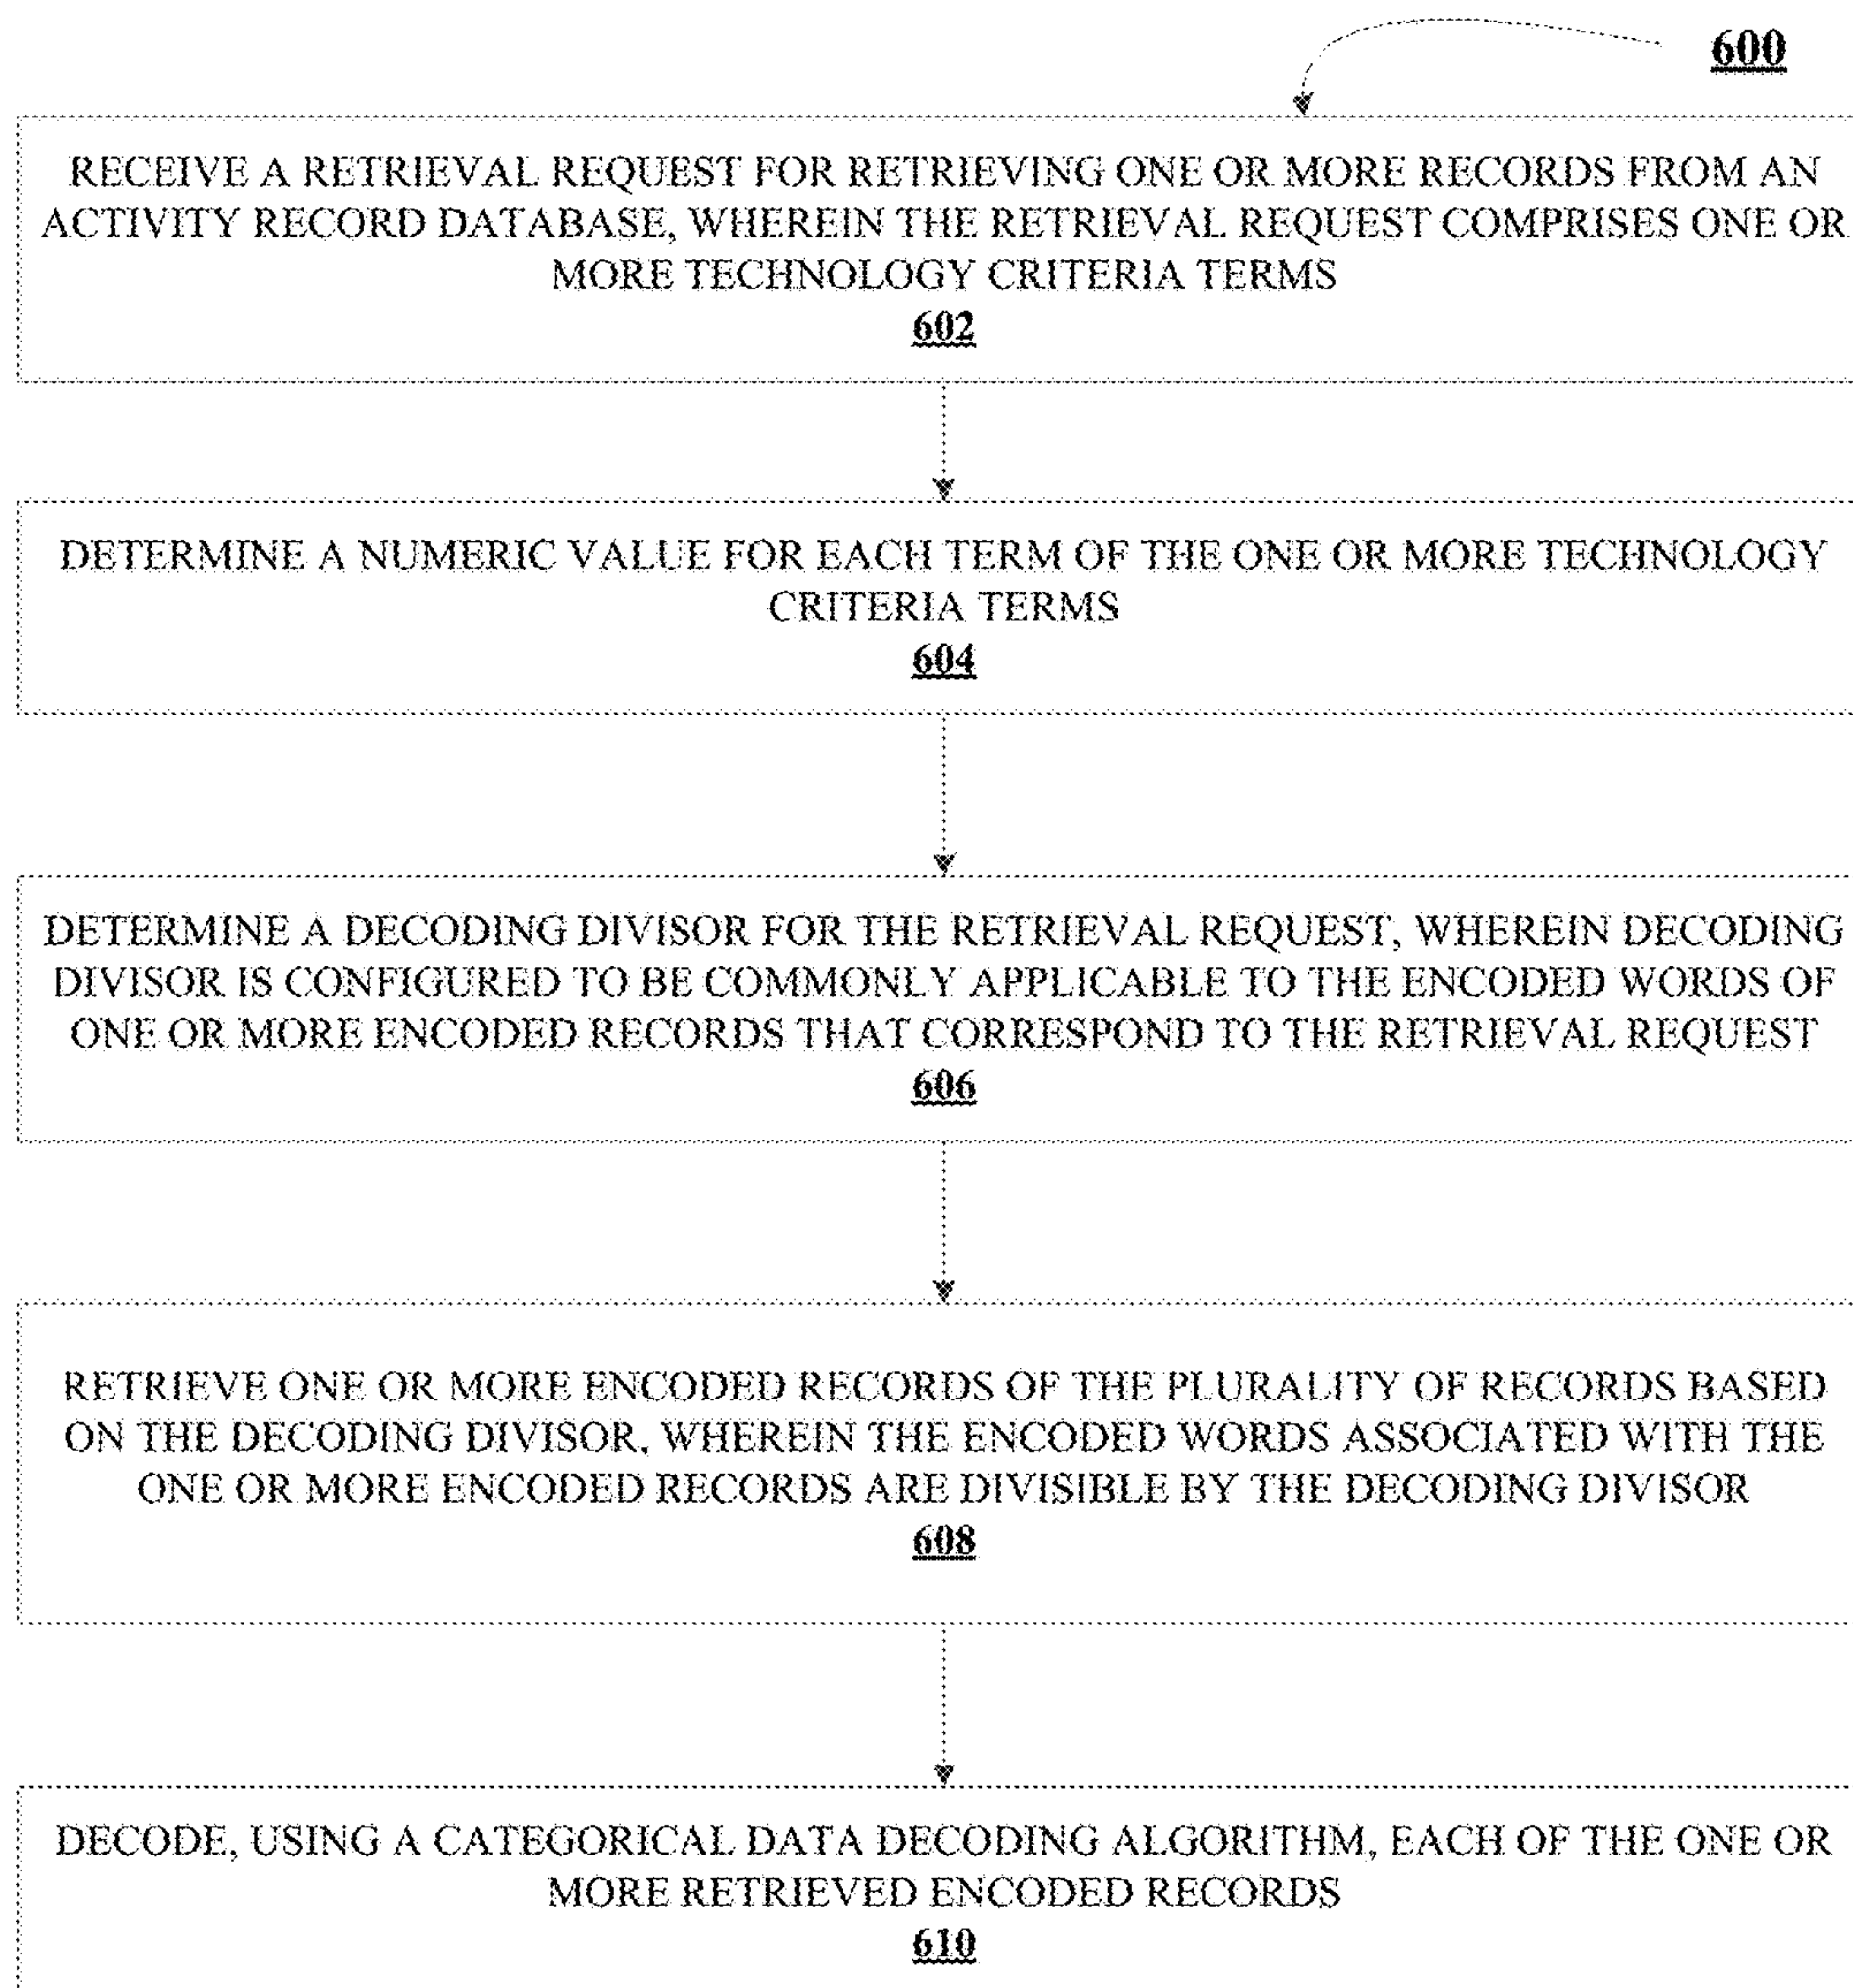 600
RECEIVE A RETRIEVAL REQUEST FOR RETRIEVING ONE OR MORE RECORDS FROM AN
ACTIVITY RECORD DATABASE, WHEREIN THE RETRIEVAL REQUEST COMPRISES ONE OR
MORE TECHNOLOGY CRITERIA TERMS
602
DETERMINE A NUMERIC VALUE FOR EACH TERM OF THE ONE OR MORE TECHNOLOGY
CRITERIA TERMS
604
DETERMINE A DECODING DIVISOR FOR THE RETRIEVAL REQUEST, WHEREIN DECODING
DIVISOR IS CONFIGURED TO BE COMMONLY APPLICABLE TO THE ENCODED WORDS OF
ONE OR MORE ENCODED RECORDS THAT CORRESPOND TO THE RETRIEVAL REQUEST
606
RETRIEVE ONE OR MORE ENCODED RECORDS OF THE PLURALITY OF RECORDS BASED
ON THE DECODING DIVISOR, WHEREIN THE ENCODED WORDS ASSOCIATED WITH THE
ONE OR MORE ENCODED RECORDS ARE DIVISIBLE BY THE DECODING DIVISOR
608
DECODE, USING A CATEGORICAL DATA DECODING ALGORITHM, EACH OF THE ONE OR
MORE RETRIEVED ENCODED RECORDS
610